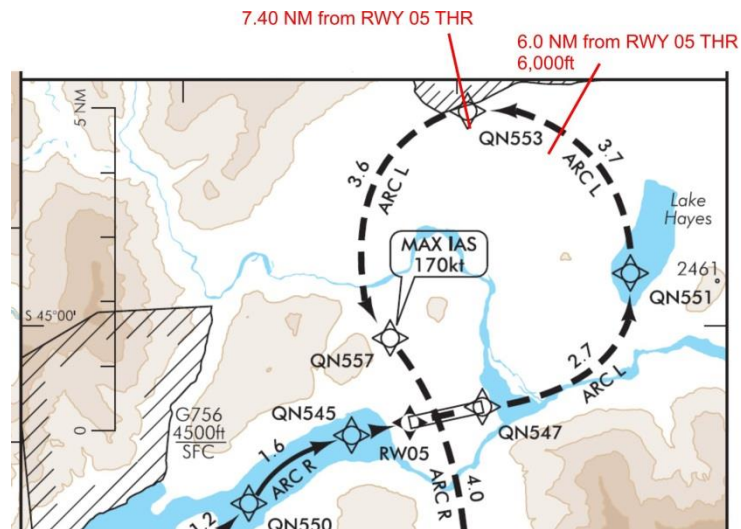 7.40 NM from RWY 05 THR
6.0 NM from RWY 05 THR
6,000ft
5 NM
QN553
3.7
ARC L
3.6
ARC L
Lake
Hayes
MAX IAS
170kt
2461
QN551
S 45°00'
QN557
2.7
ARC L
G756
4500ft
SFC
QN545
QN547
RW05
1.6
ARC R
4.0
ARC R
0
1.2
QN550